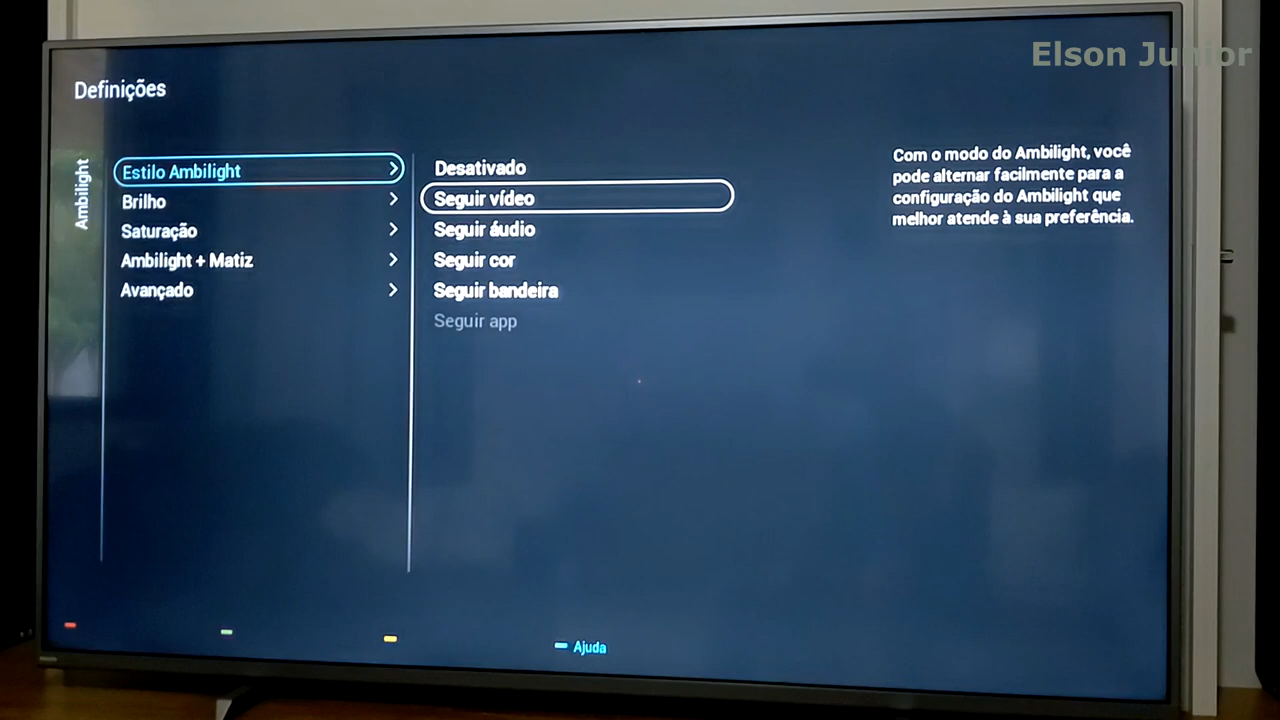 Elson Junior
Definições
Ambilight
Estilo Ambilight
Brilho
Saturação
Ambilight + Matiz
Avançado
Desativado
Seguir vídeo
Seguir áudio
Seguir cor
Seguir bandeira
Seguir app
Com o modo do Ambilight, você
pode alternar facilmente para a
configuração do Ambilight que
melhor atende à sua preferência.
Ajuda